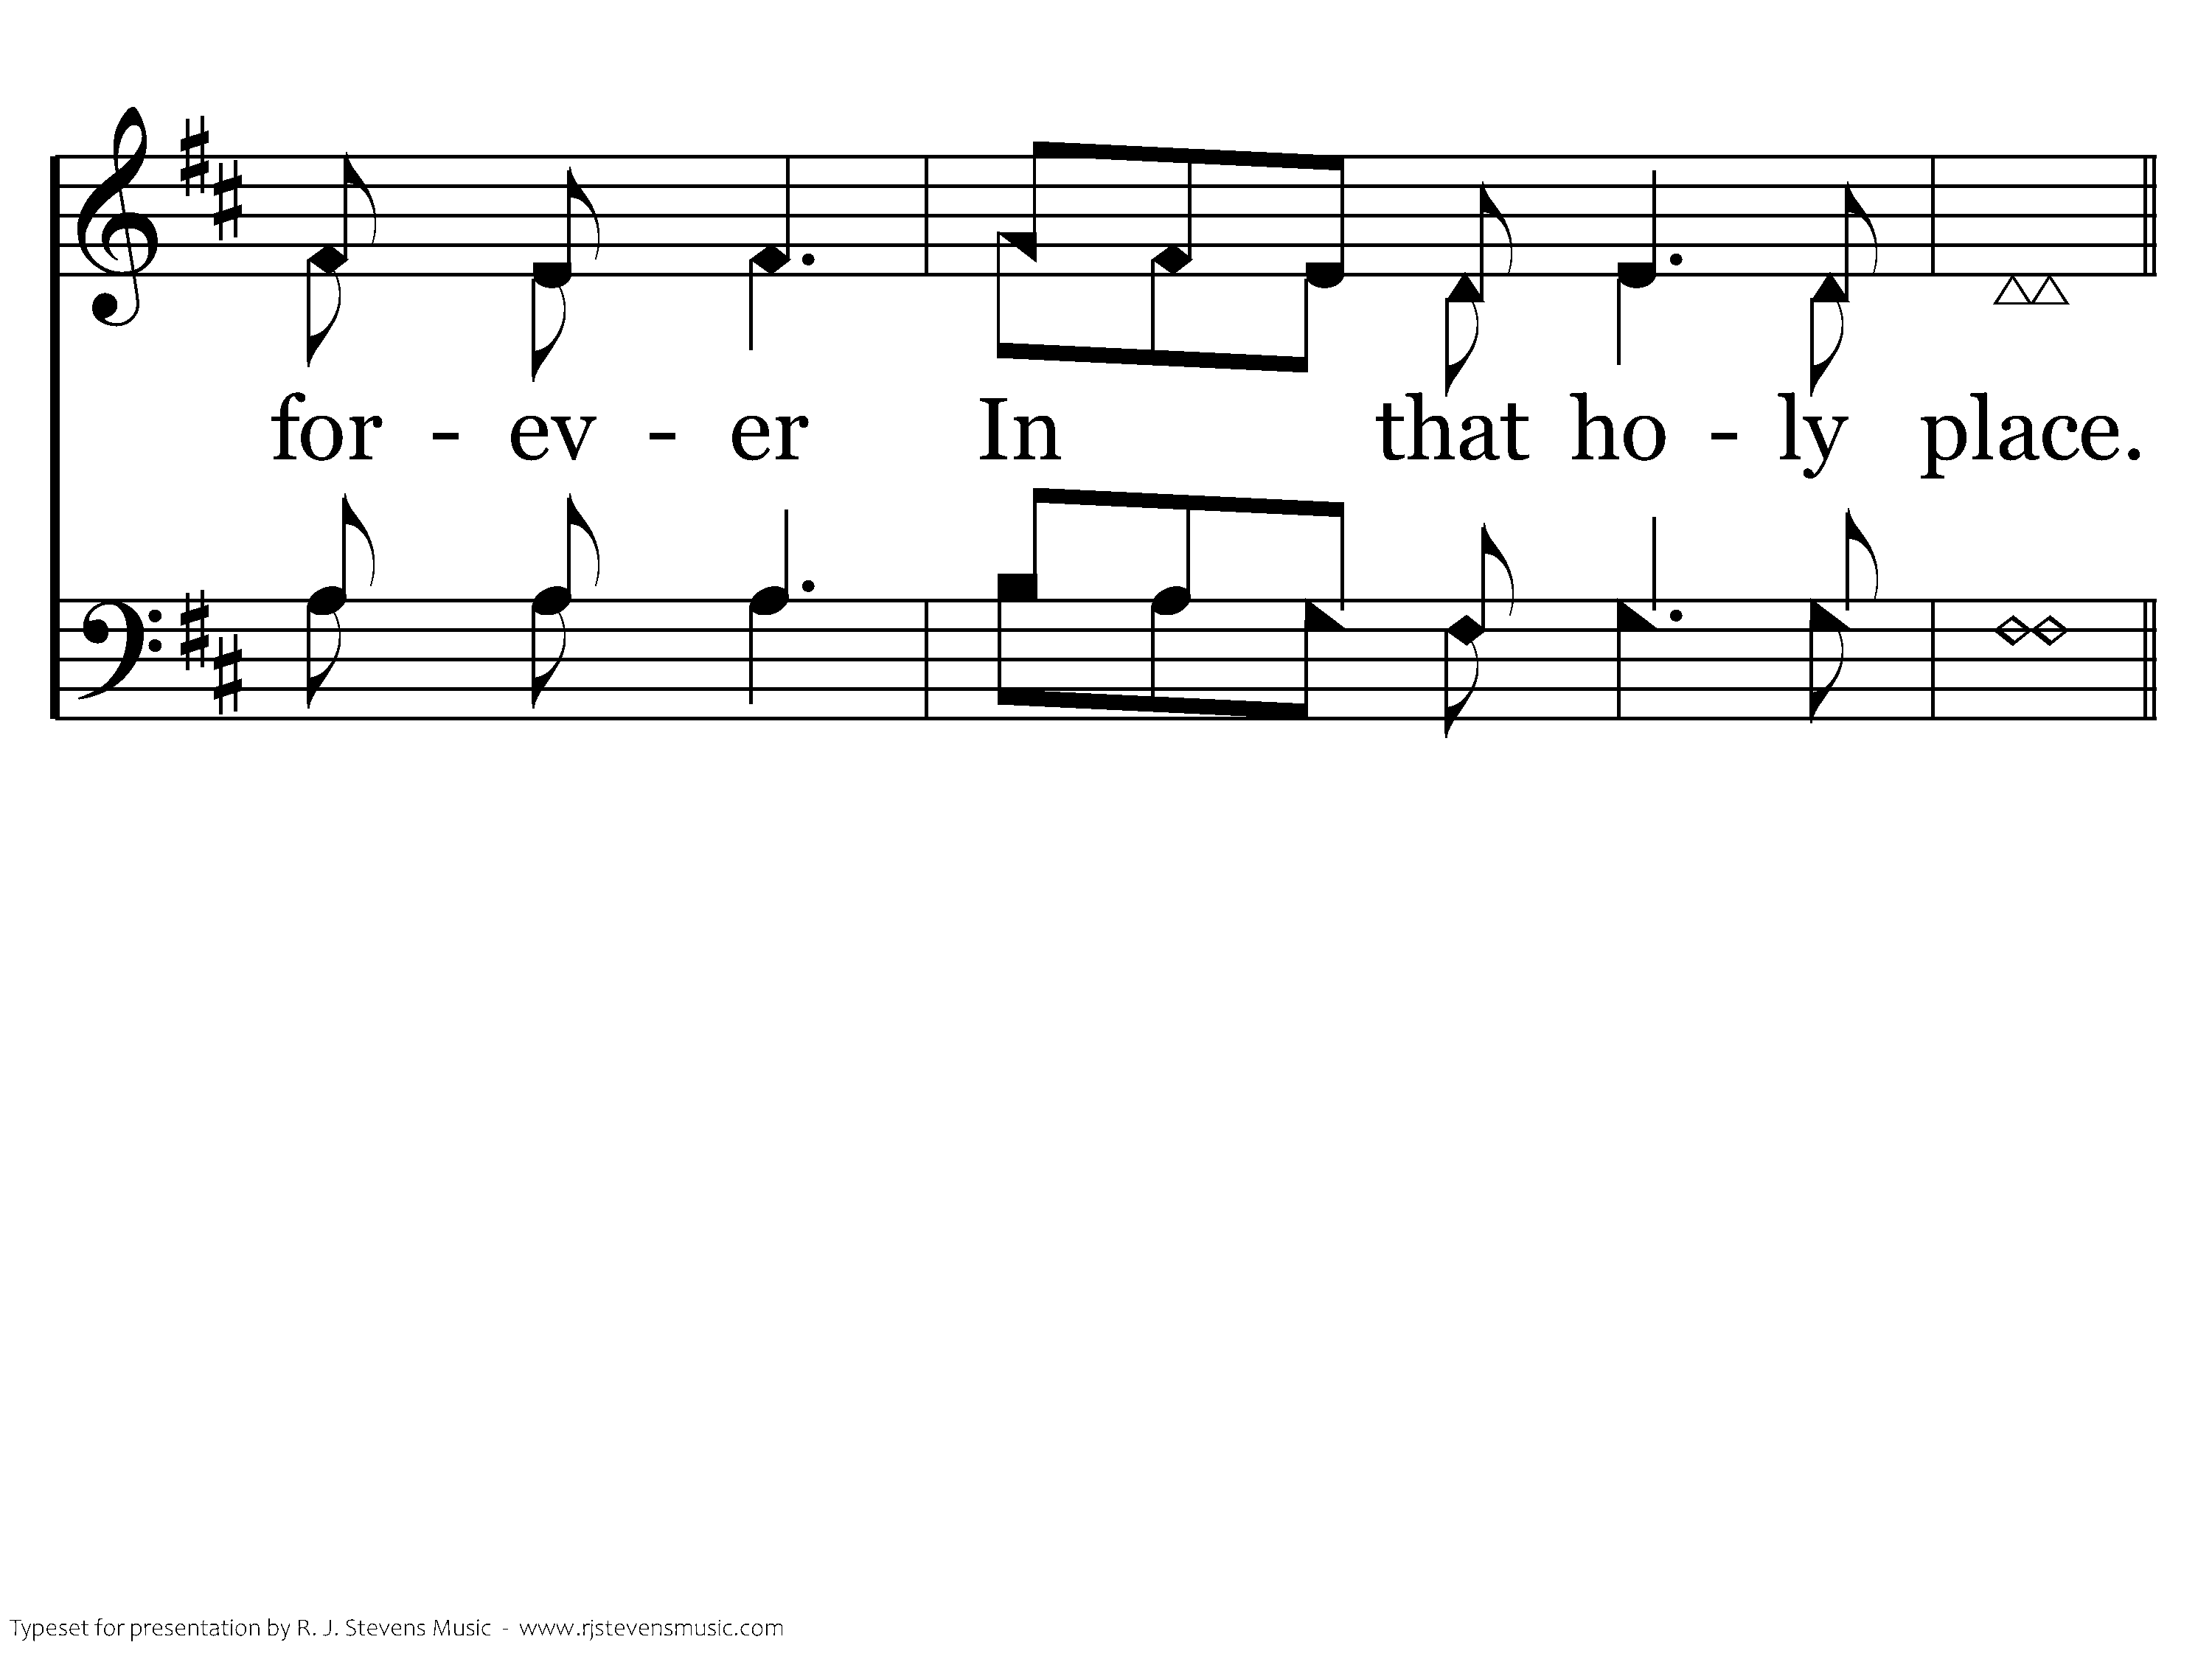 for - ev - er In that ho - ly place.
Typeset for presentation by R. J. Stevens Music - www.rjstevensmusic.com